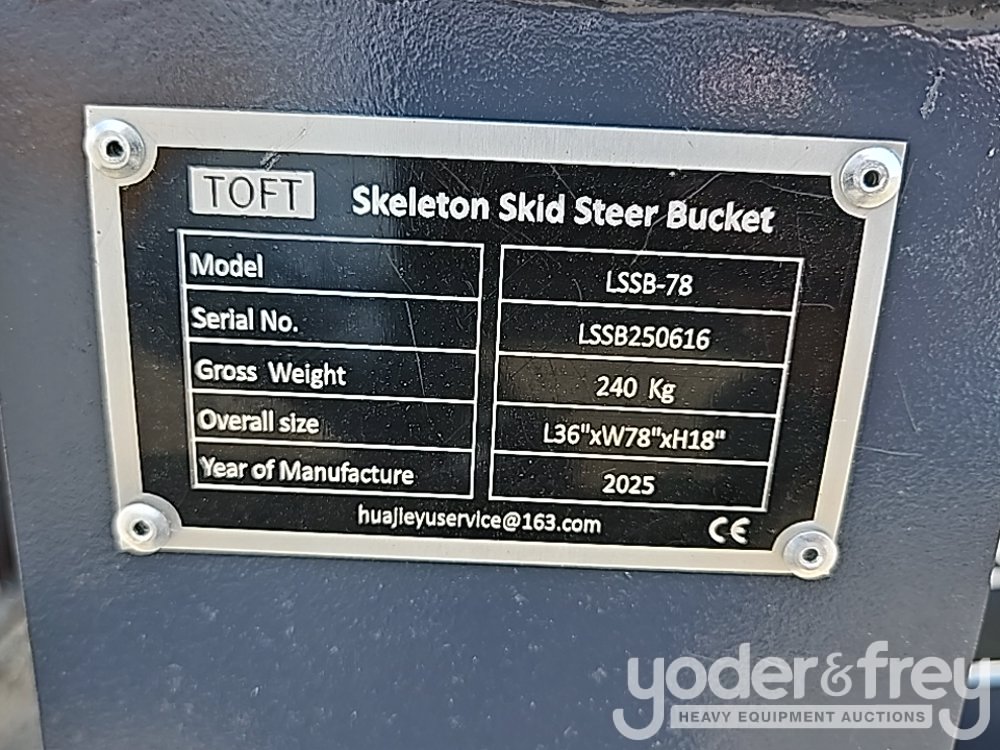 TOFT Skeleton Skid Steer Bucket
Model LSSB-78
Serial No. LSSB250616
Gross Weight 240 Kg
Overall size L36"xW78"xH18"
Year of Manufacture 2025
huajieyuservice@163.com CE
yoder&frey
HEAVY EQUIPMENT AUCTIONS